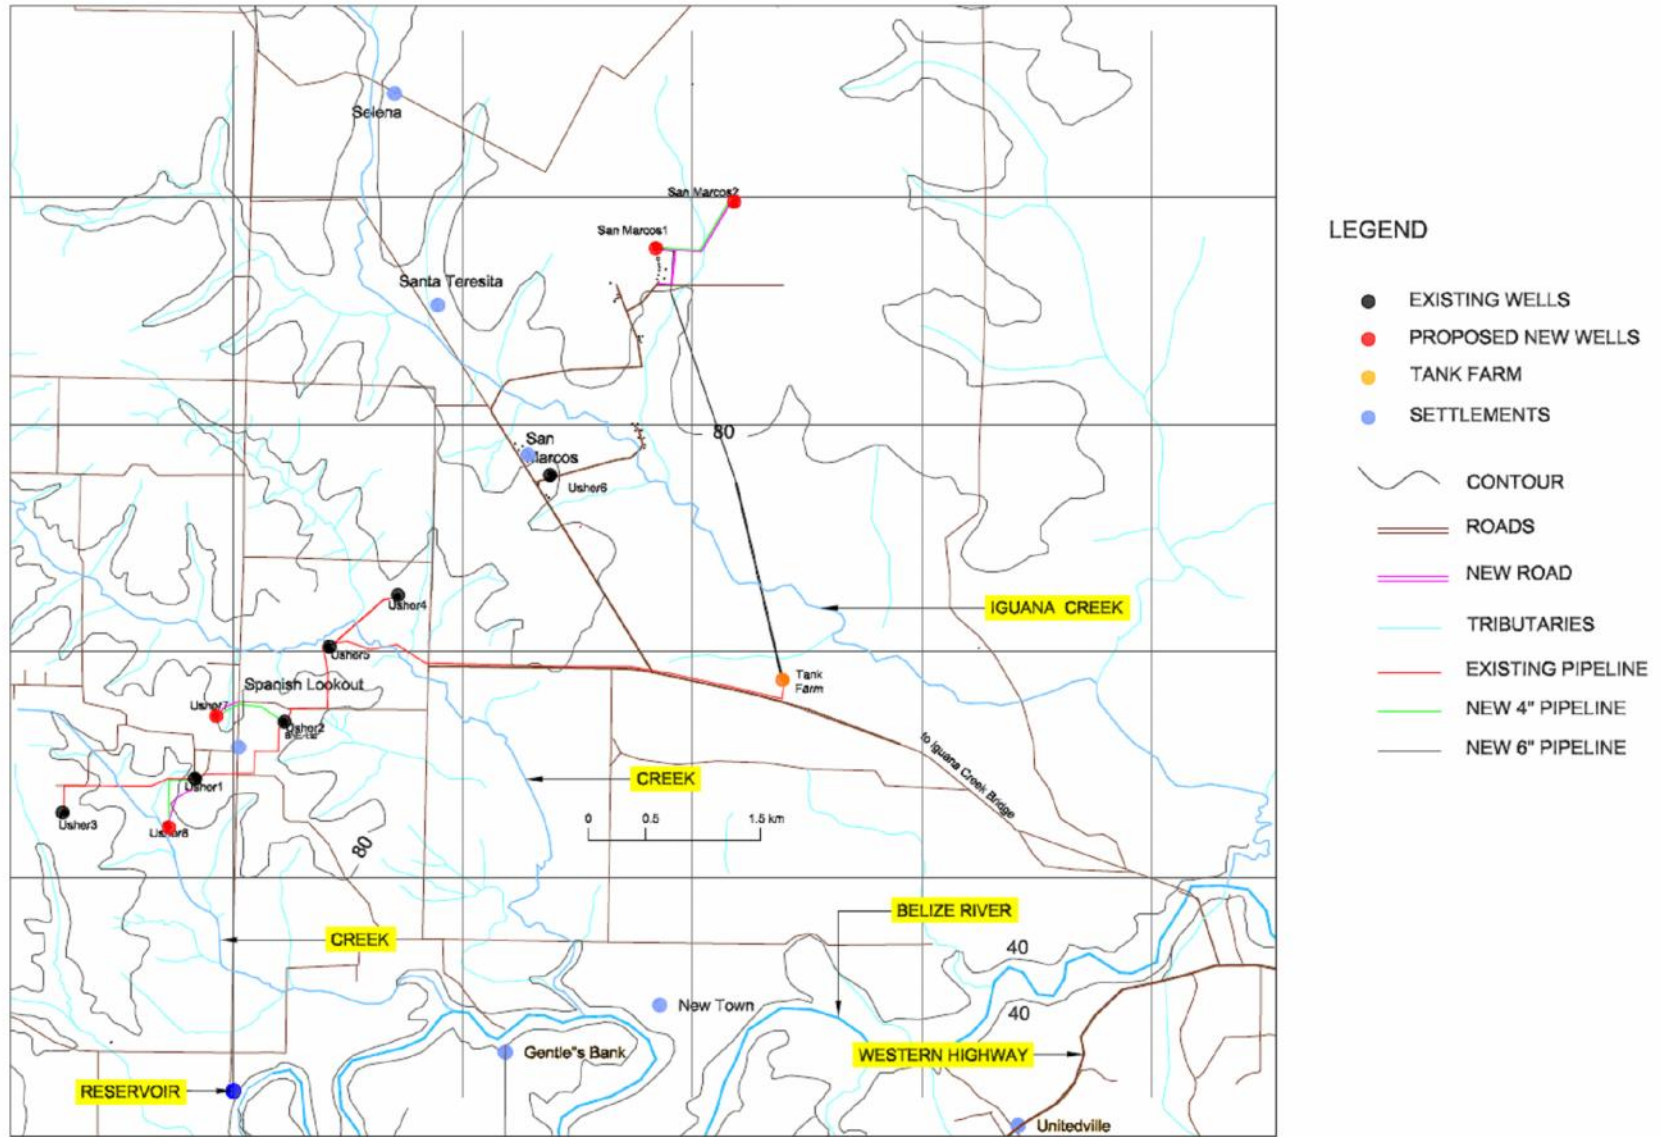 Selena
San Marcos2
San Marcos1
Santa Teresita
80
San
Marcos
Usher6
Usher4
IGUANA CREEK
Usher5
Tank
Farm
Spanish Lookout
Usher7
Usher2
to Iguana Creek Bridge
CREEK
Usher1
0 0.5 1.5 km
Usher3
Usher8
80
BELIZE RIVER
CREEK
40
New Town
40
Gentle"s Bank
WESTERN HIGHWAY
RESERVOIR
Unitedville
LEGEND
EXISTING WELLS
PROPOSED NEW WELLS
TANK FARM
SETTLEMENTS
CONTOUR
ROADS
NEW ROAD
TRIBUTARIES
EXISTING PIPELINE
NEW 4" PIPELINE
NEW 6" PIPELINE